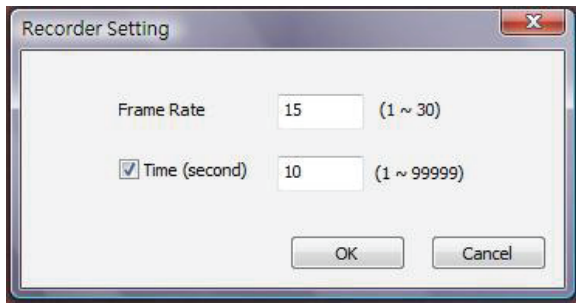 Recorder Setting
Frame Rate 15 (1 ~ 30)
Time (second) 10 (1 ~ 99999)
OK Cancel